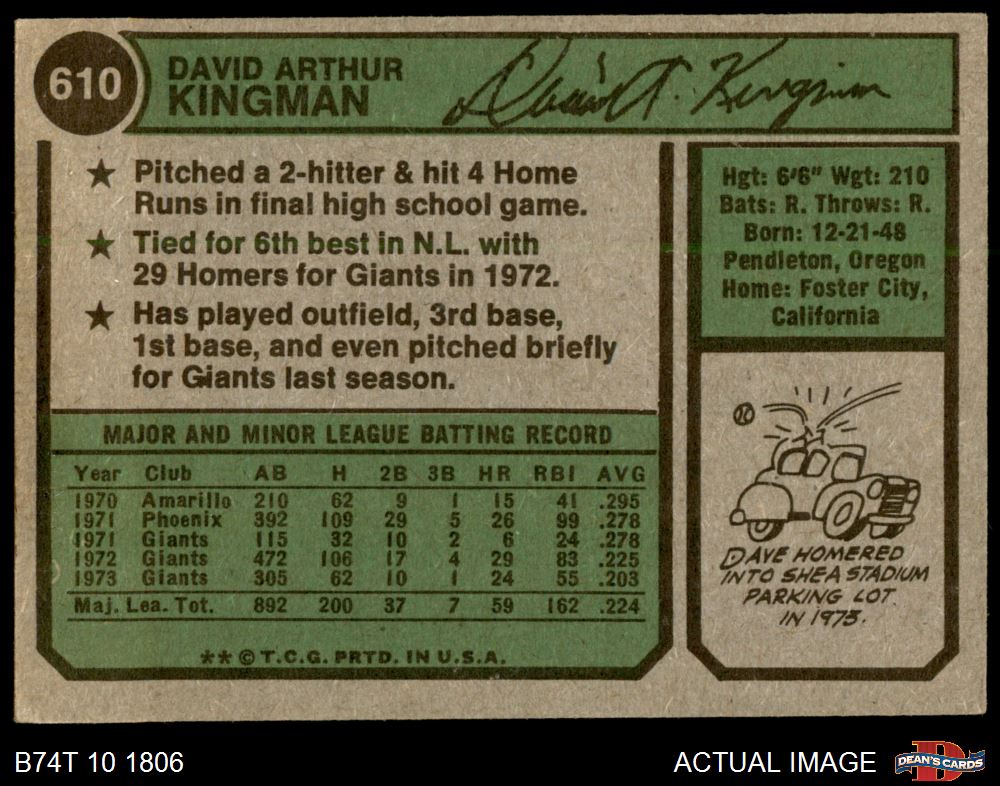 610
DAVID ARTHUR
KINGMAN
David A. Kingman
★ Pitched a 2-hitter & hit 4 Home
Runs in final high school game.
★ Tied for 6th best in N.L. with
29 Homers for Giants in 1972.
★ Has played outfield, 3rd base,
1st base, and even pitched briefly
for Giants last season.
Hgt: 6'6" Wgt: 210
Bats: R. Throws: R.
Born: 12-21-48
Pendleton, Oregon
Home: Foster City,
California
MAJOR AND MINOR LEAGUE BATTING RECORD
Year Club AB H 2B 3B HR RBI AVG
1970 Amarillo 210 62 9 1 15 41 .295
1971 Phoenix 392 109 29 5 26 99 .278
1971 Giants 115 32 10 2 6 24 .278
1972 Giants 472 106 17 4 29 83 .225
1973 Giants 305 62 10 1 24 55 .203
Maj. Lea. Tot. 892 200 37 7 59 162 .224
** © T.C.G. PRTD. IN U.S.A.
DAVE HOMERED
INTO SHEA STADIUM
PARKING LOT
IN 1973.
B74T 10 1806
ACTUAL IMAGE
D
DEAN'S CARDS